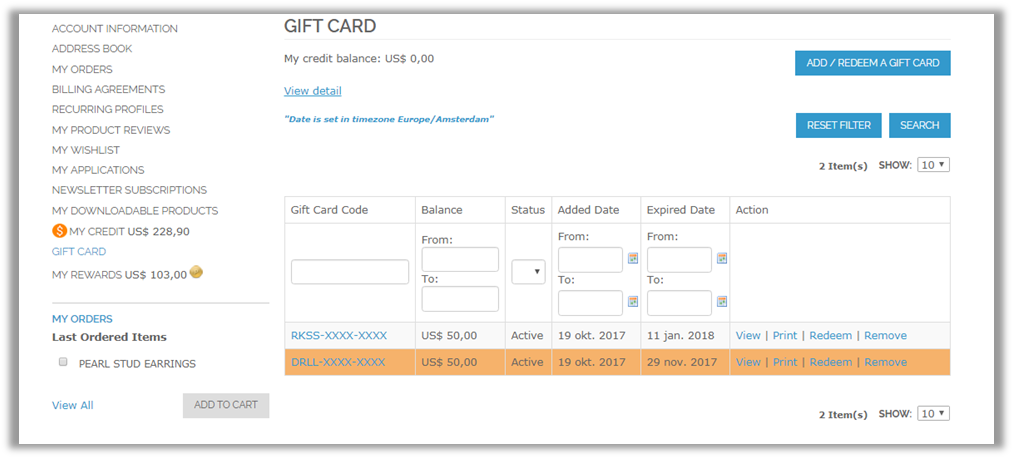 ACCOUNT INFORMATION
ADDRESS BOOK
MY ORDERS
BILLING AGREEMENTS
RECURRING PROFILES
MY PRODUCT REVIEWS
MY WISHLIST
MY APPLICATIONS
NEWSLETTER SUBSCRIPTIONS
MY DOWNLOADABLE PRODUCTS
$ MY CREDIT US$ 228,90
GIFT CARD
MY REWARDS US$ 103,00
MY ORDERS
Last Ordered Items
PEARL STUD EARRINGS
View All ADD TO CART
GIFT CARD
My credit balance: US$ 0,00 ADD / REDEEM A GIFT CARD
View detail
"Date is set in timezone Europe/Amsterdam"
RESET FILTER SEARCH
2 Item(s) SHOW: 10
Gift Card Code Balance Status Added Date Expired Date Action
From: From: From:
To: To: To:
RKSS-XXXX-XXXX US$ 50,00 Active 19 okt. 2017 11 jan. 2018 View | Print | Redeem | Remove
DRLL-XXXX-XXXX US$ 50,00 Active 19 okt. 2017 29 nov. 2017 View | Print | Redeem | Remove
2 Item(s) SHOW: 10